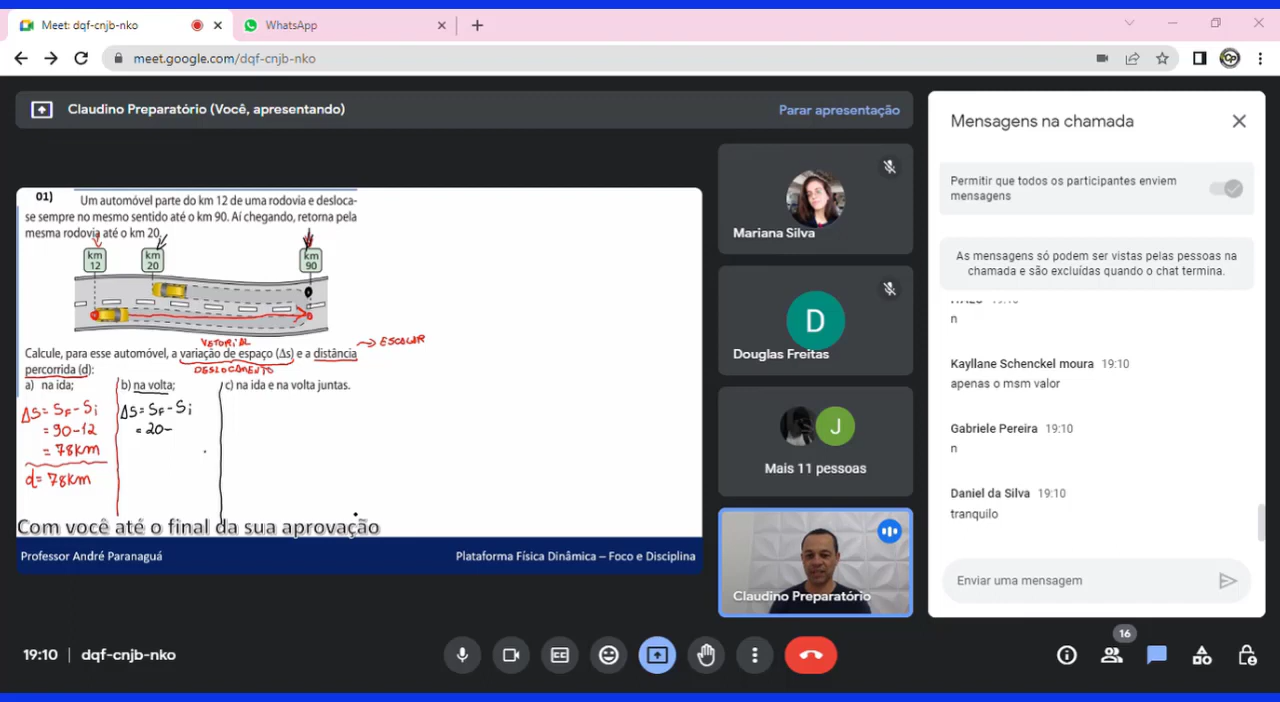 Meet: dqf-cnjb-nko
WhatsApp
meet.google.com/dqf-cnjb-nko
Claudino Preparatório (Você, apresentando)
Parar apresentação
01)
Um automóvel parte do km 12 de uma rodovia e desloca-
se sempre no mesmo sentido até o km 90. Aí chegando, retorna pela
mesma rodovia até o km 20.
km
12
km
20
km
90
VETORIAL
ESCALAR
Calcule, para esse automóvel, a variação de espaço (Δs) e a distância
percorrida (d):
DESLOCAMENTO
a) na ida;
b) na volta;
c) na ida e na volta juntas.
ΔS = SF - Si
= 90 - 12
= 78km
d = 78km
ΔS = SF - Si
= 20 -
Com você até o final da sua aprovação
Professor André Paranaguá
Plataforma Física Dinâmica – Foco e Disciplina
Mariana Silva
D
Douglas Freitas
J
Mais 11 pessoas
Claudino Preparatório
Mensagens na chamada
Permitir que todos os participantes enviem
mensagens
As mensagens só podem ser vistas pelas pessoas na
chamada e são excluídas quando o chat termina.
n
Kayllane Schenckel moura 19:10
apenas o msm valor
Gabriele Pereira 19:10
n
Daniel da Silva 19:10
tranquilo
Enviar uma mensagem
19:10 | dqf-cnjb-nko
16